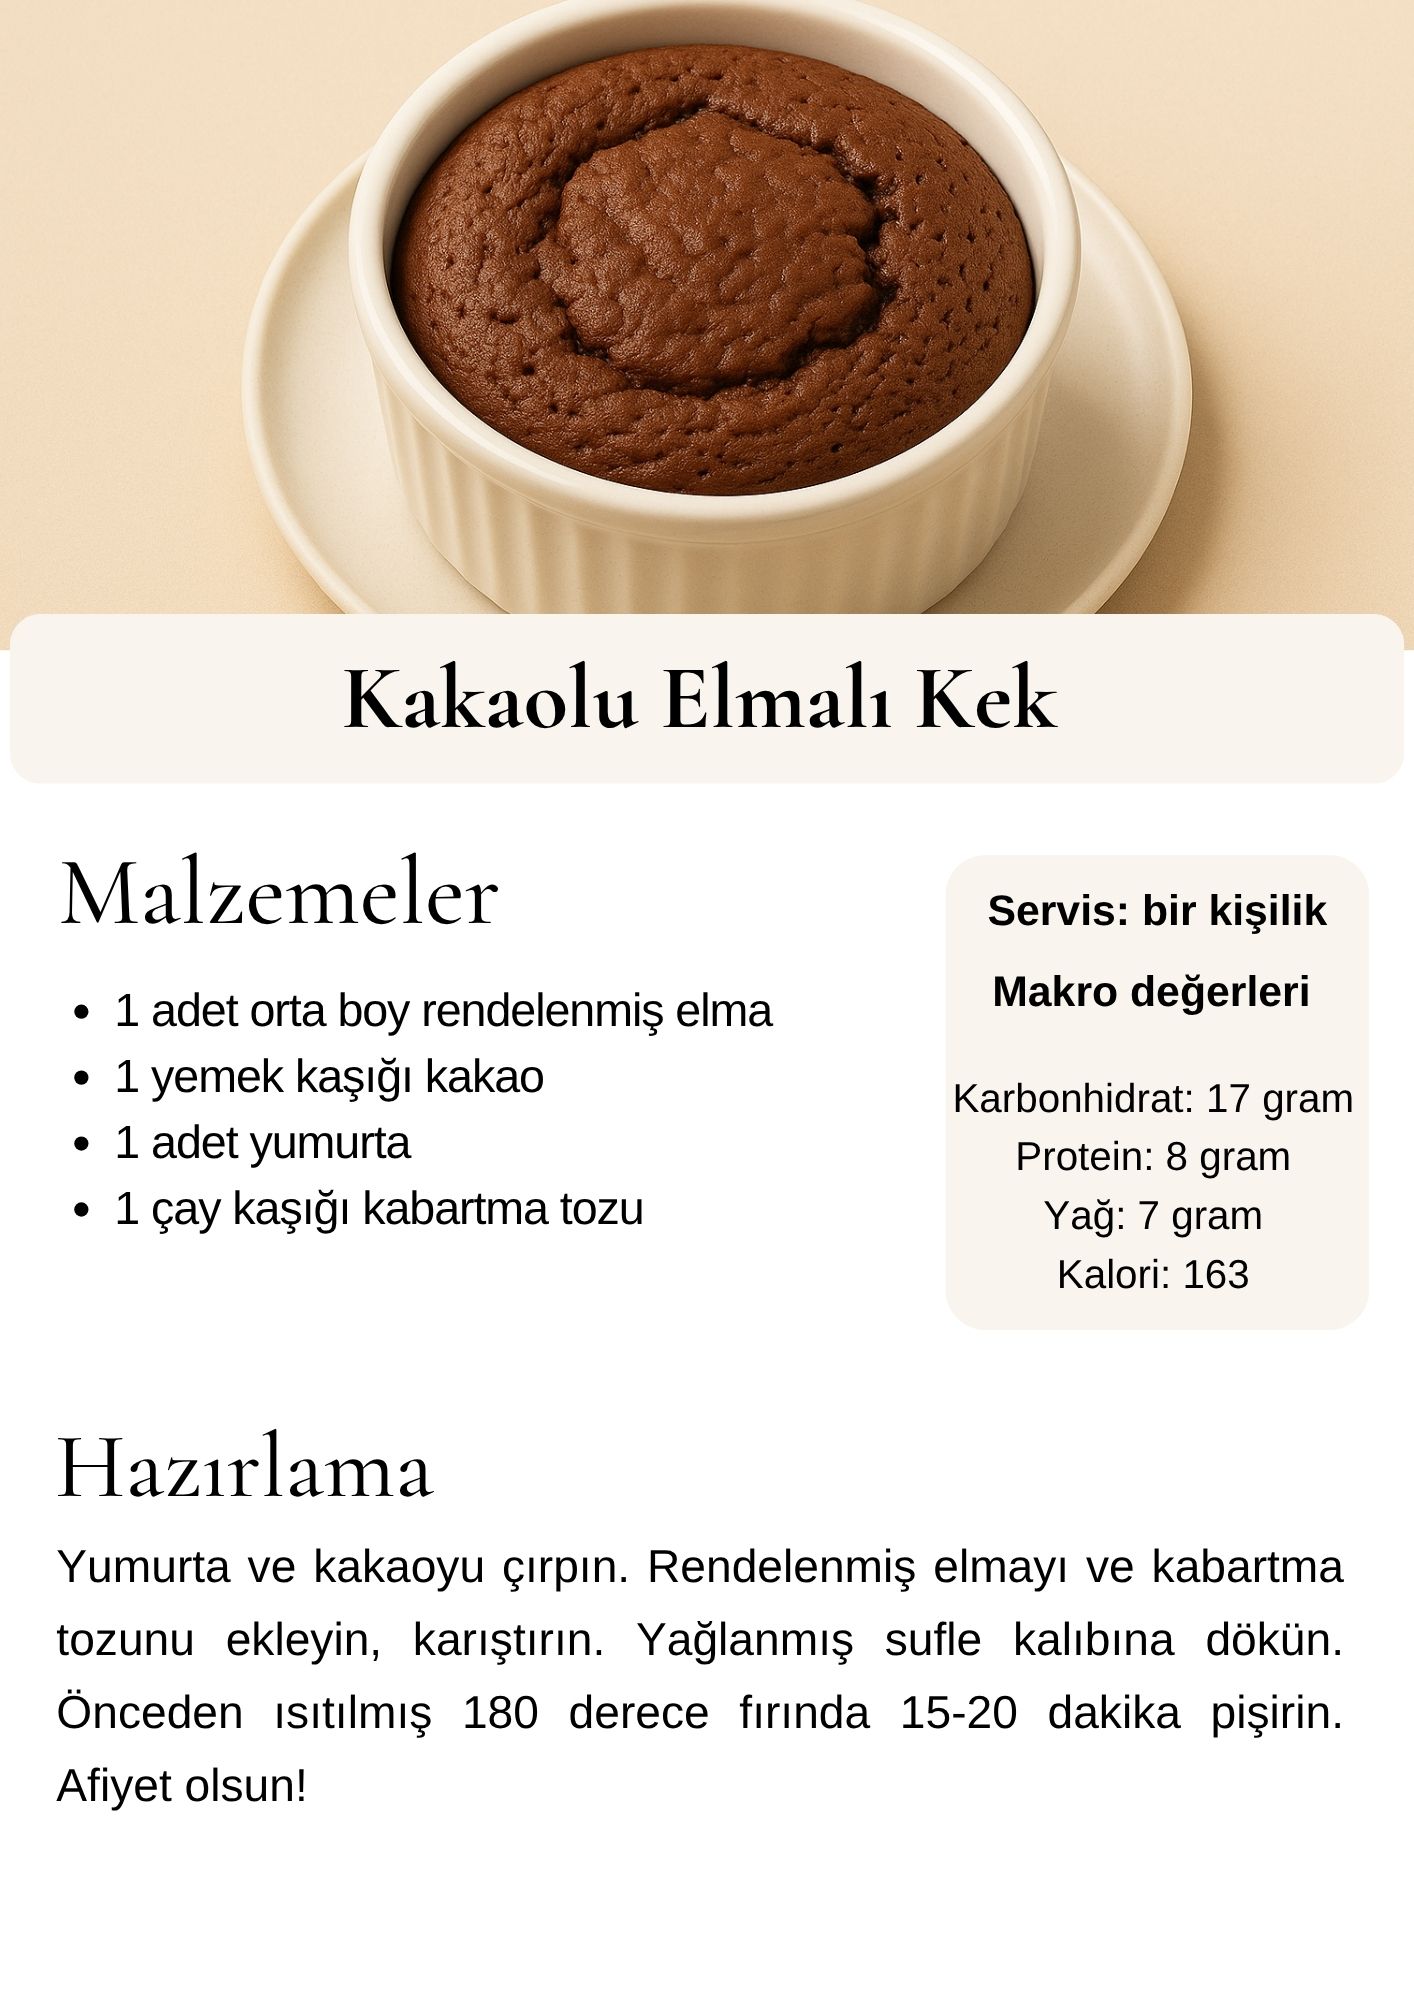 Kakaolu Elmalı Kek
Malzemeler
• 1 adet orta boy rendelenmiş elma
• 1 yemek kaşığı kakao
• 1 adet yumurta
• 1 çay kaşığı kabartma tozu
Servis: bir kişilik
Makro değerleri
Karbonhidrat: 17 gram
Protein: 8 gram
Yağ: 7 gram
Kalori: 163
Hazırlama
Yumurta ve kakaoyu çırpın. Rendelenmiş elmayı ve kabartma
tozunu ekleyin, karıştırın. Yağlanmış sufle kalıbına dökün.
Önceden ısıtılmış 180 derece fırında 15-20 dakika pişirin.
Afiyet olsun!